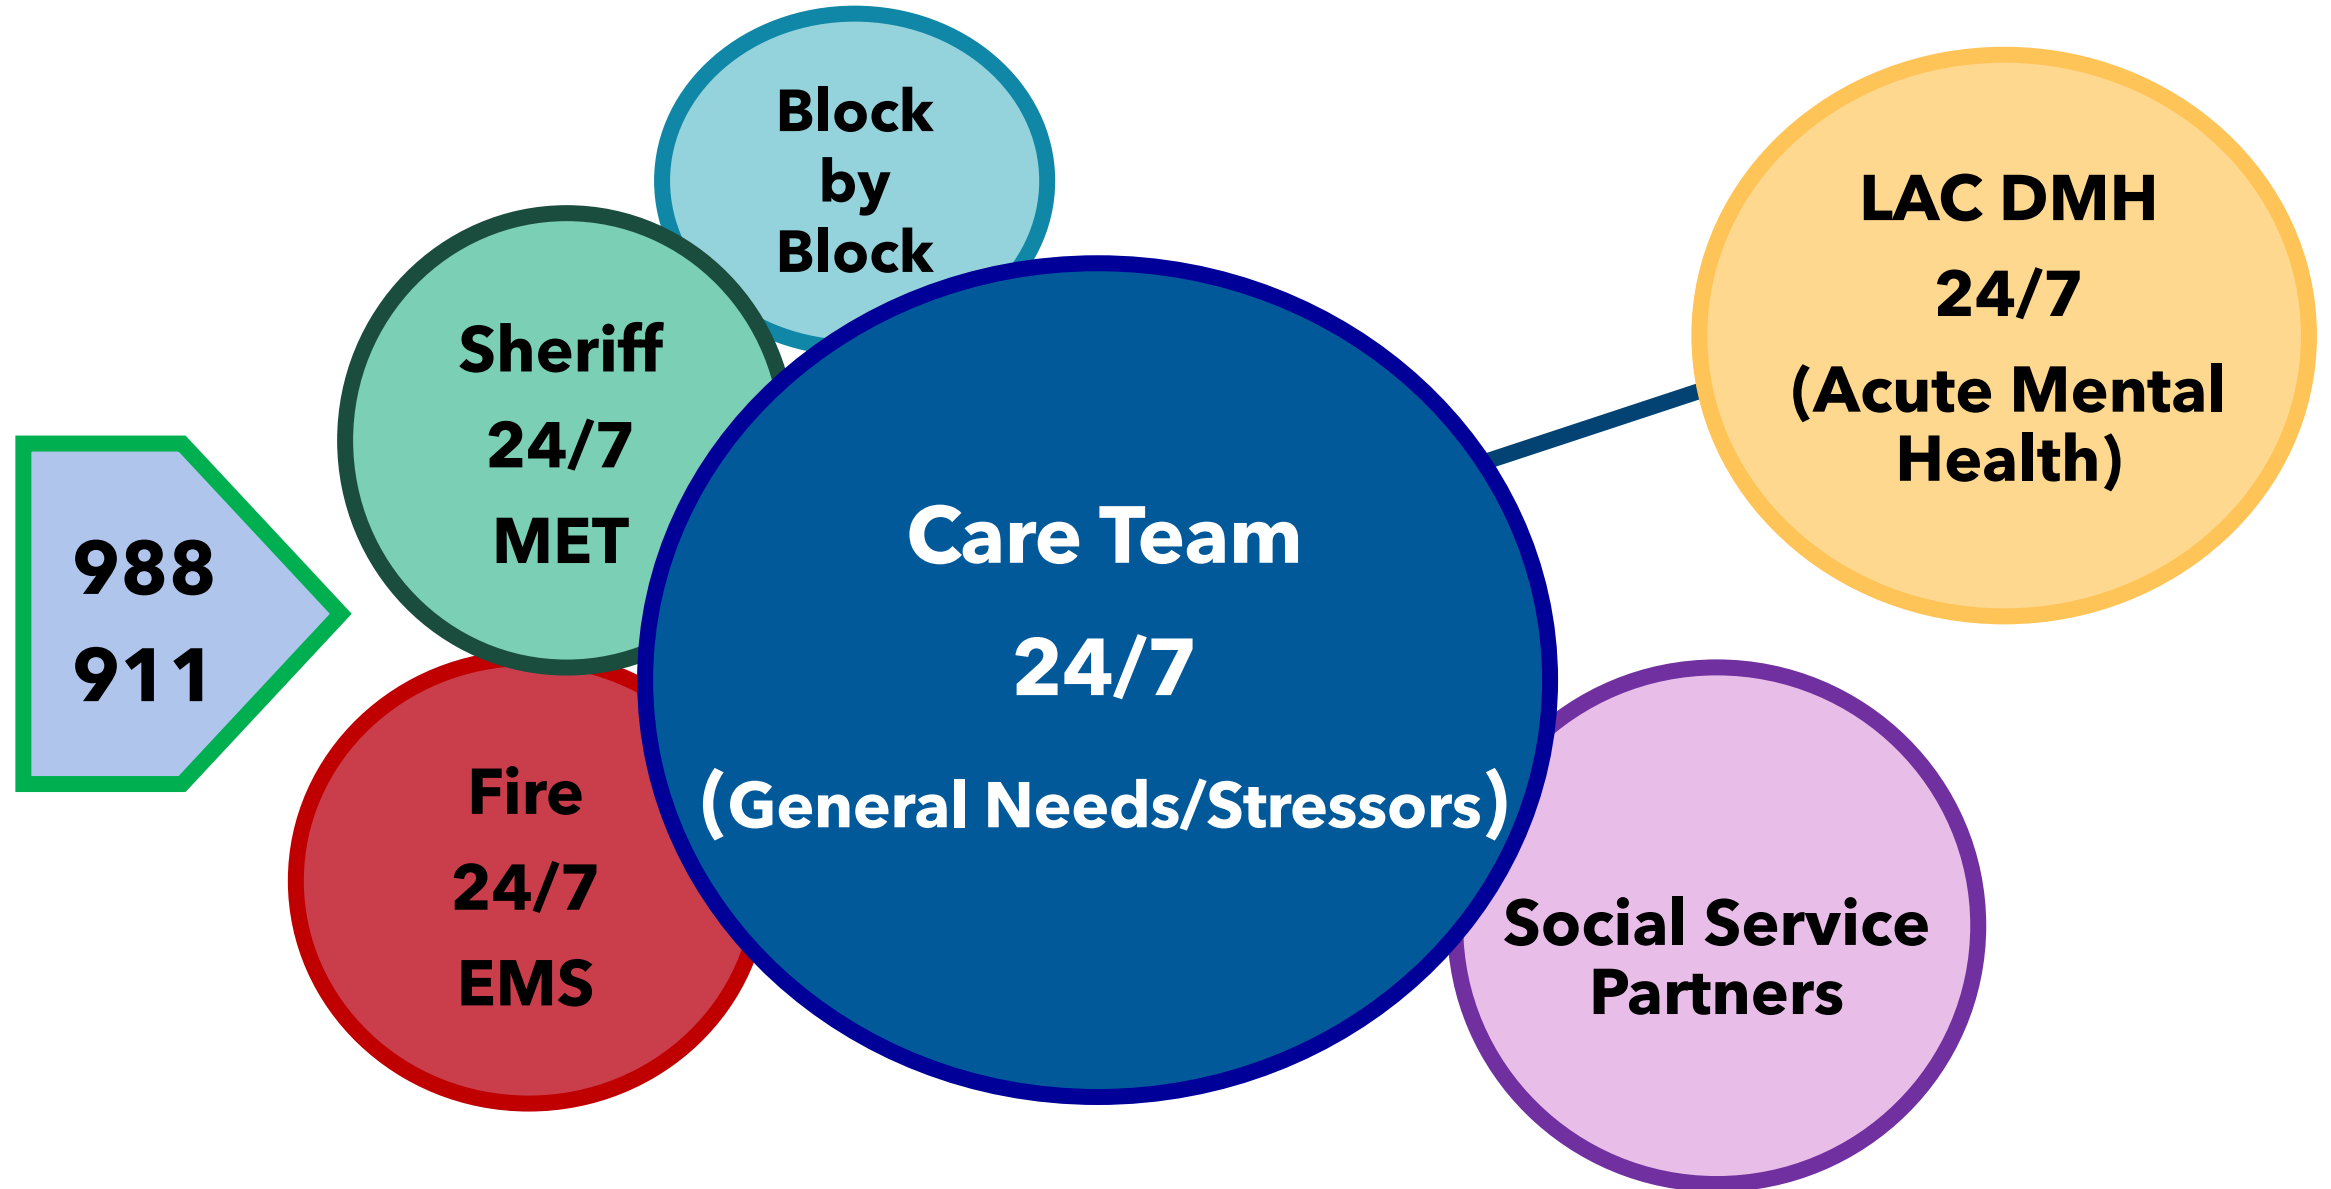 988
911
Block
by
Block
Sheriff
24/7
MET
Fire
24/7
EMS
Care Team
24/7
(General Needs/Stressors)
LAC DMH
24/7
(Acute Mental
Health)
Social Service
Partners